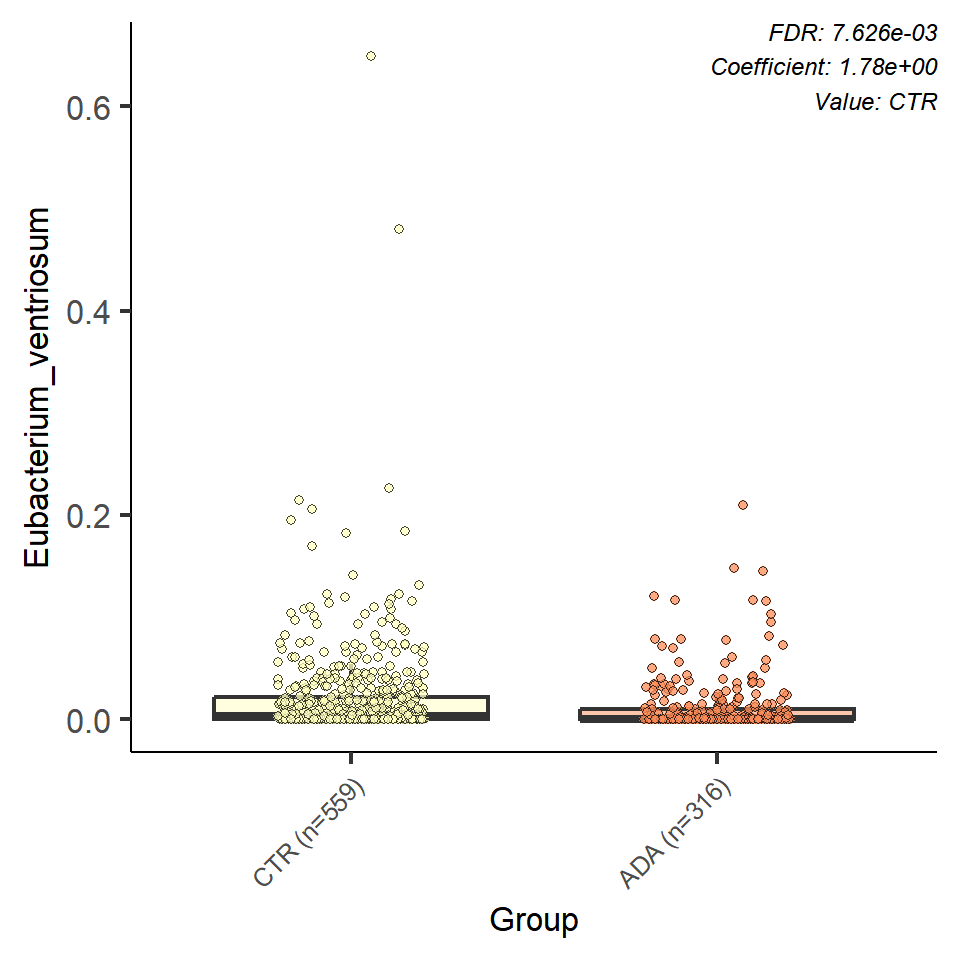 FDR: 7.626e-03
Coefficient: 1.78e+00
Value: CTR
Eubacterium_ventriosum
0.6
0.4
0.2
0.0
CTR (n=559)
ADA (n=316)
Group